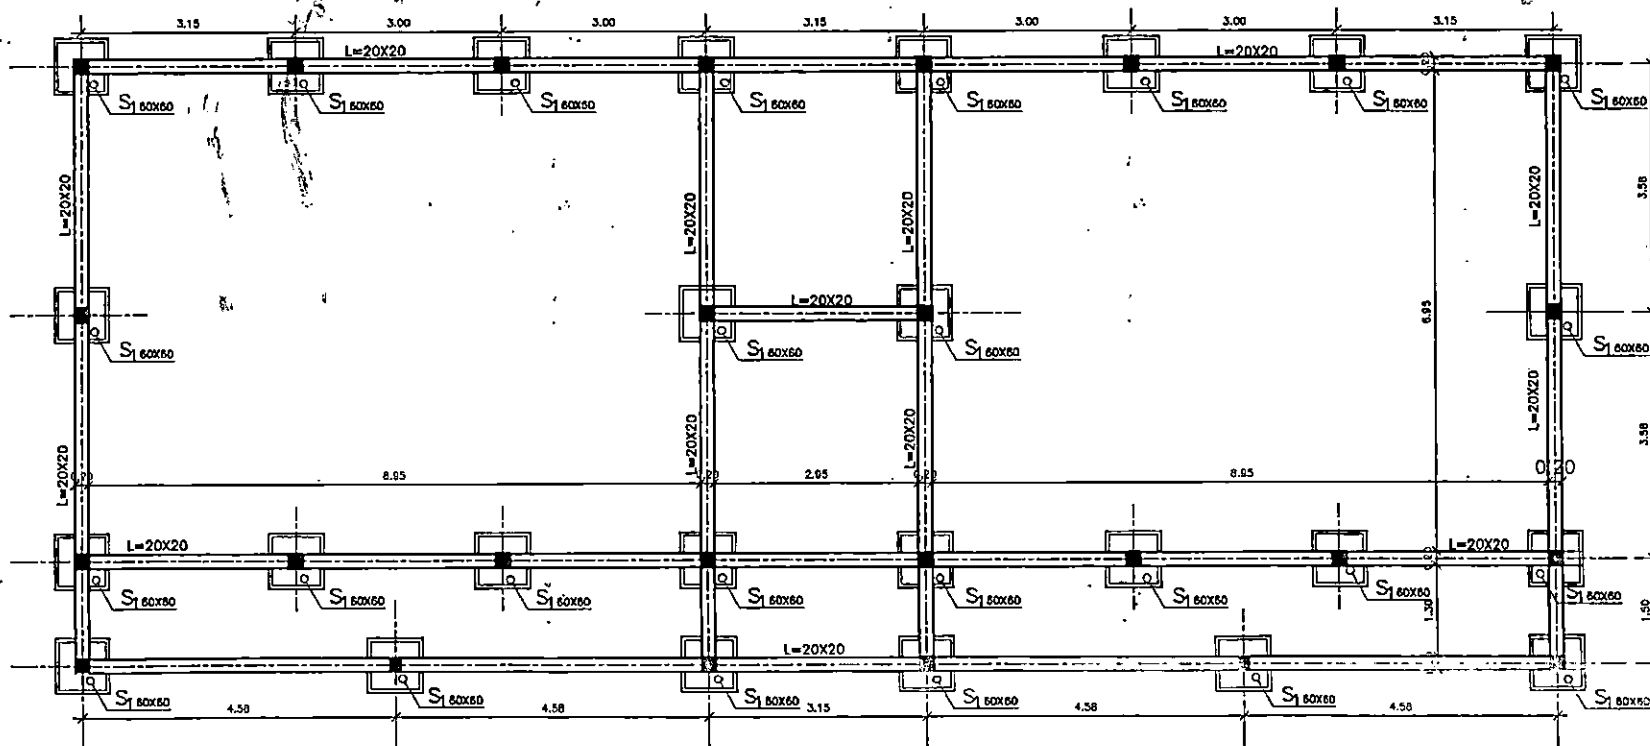 3.15 3.00 3.00 3.15 3.00 3.00 3.15
L=20X20 L=20X20
S1 60X60 S1 60X60 S1 60X60 S1 60X60 S1 60X60 S1 60X60 S1 60X60 S1 60X60
L=20X20 L=20X20 L=20X20 L=20X20 3.58
L=20X20 6.95
S1 60X60 S1 60X60 S1 60X60 S1 60X60
L=20X20 L=20X20 L=20X20 L=20X20 3.58
8.95 2.95 8.95 0.20
L=20X20 L=20X20
S1 60X60 S1 60X60 S1 60X60 S1 60X60 S1 60X60 S1 60X60 S1 60X60 S1 60X60
1.30 1.50
L=20X20
S1 60X60 S1 60X60 S1 60X60 S1 60X60 S1 60X60 S1 60X60
4.58 4.58 3.15 4.58 4.58